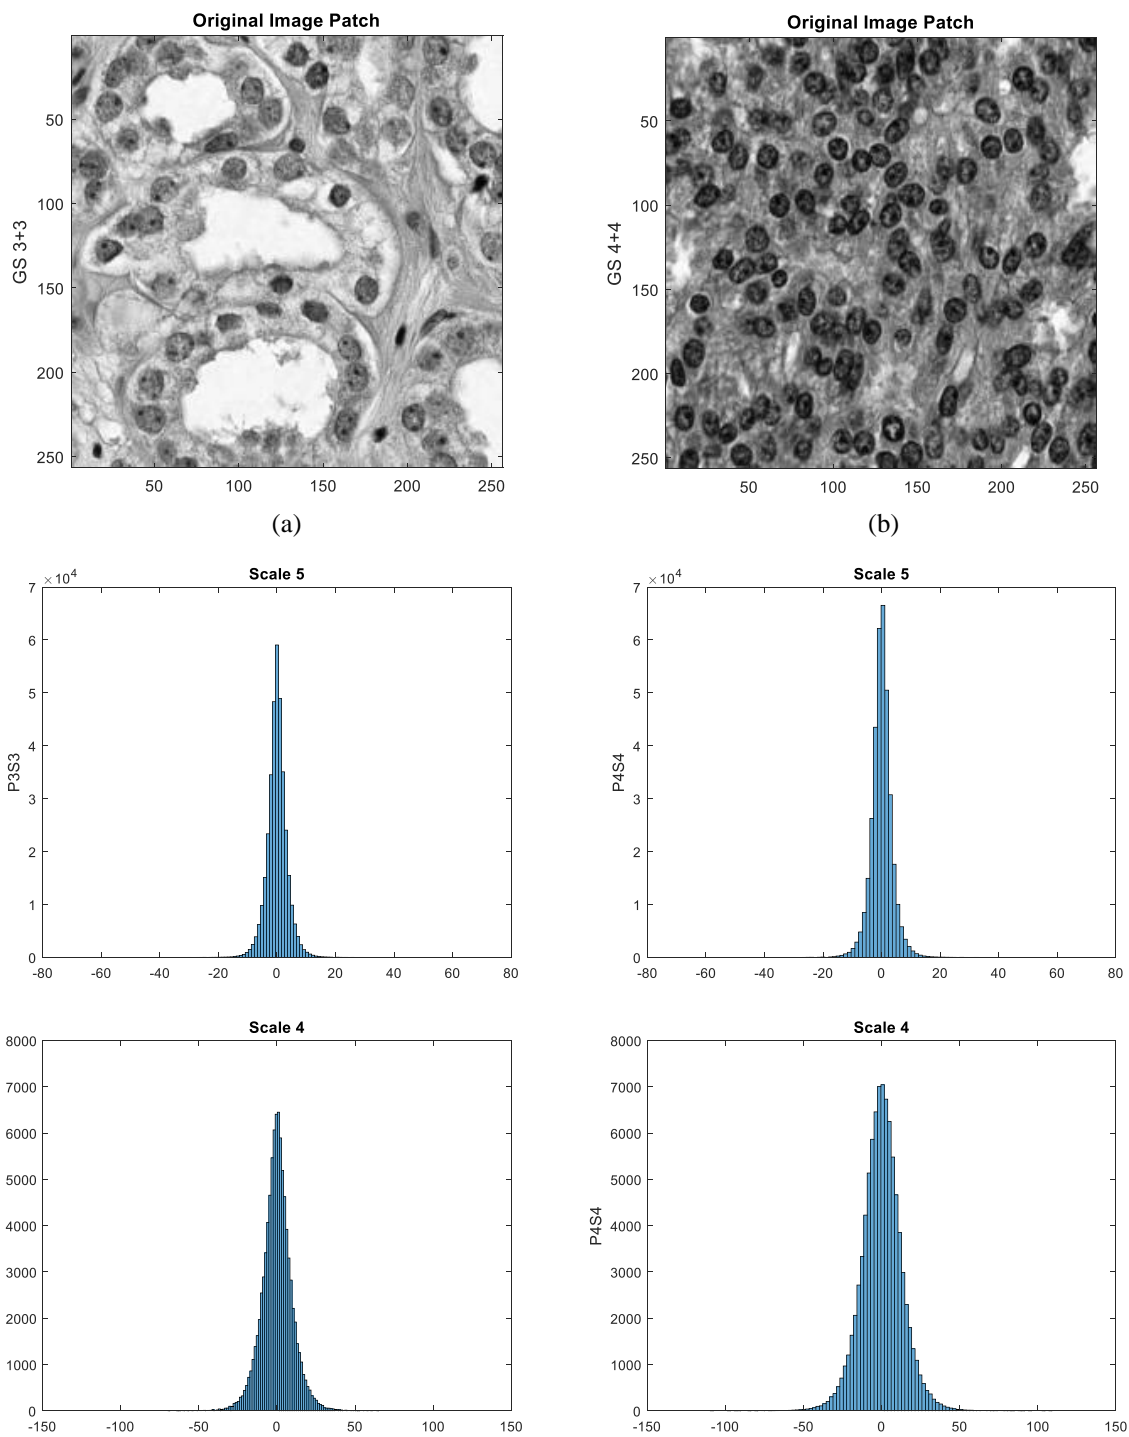 Original Image Patch
GS 3+3
50
100
150
200
250
50 100 150 200 250
(a)
Original Image Patch
GS 4+4
50
100
150
200
250
50 100 150 200 250
(b)
Scale 5
×10⁴
P3S3
7
6
5
4
3
2
1
0
-80 -60 -40 -20 0 20 40 60 80
Scale 5
×10⁴
P4S4
7
6
5
4
3
2
1
0
-80 -60 -40 -20 0 20 40 60 80
Scale 4
8000
7000
6000
5000
4000
3000
2000
1000
0
-150 -100 -50 0 50 100 150
Scale 4
P4S4
8000
7000
6000
5000
4000
3000
2000
1000
0
-150 -100 -50 0 50 100 150